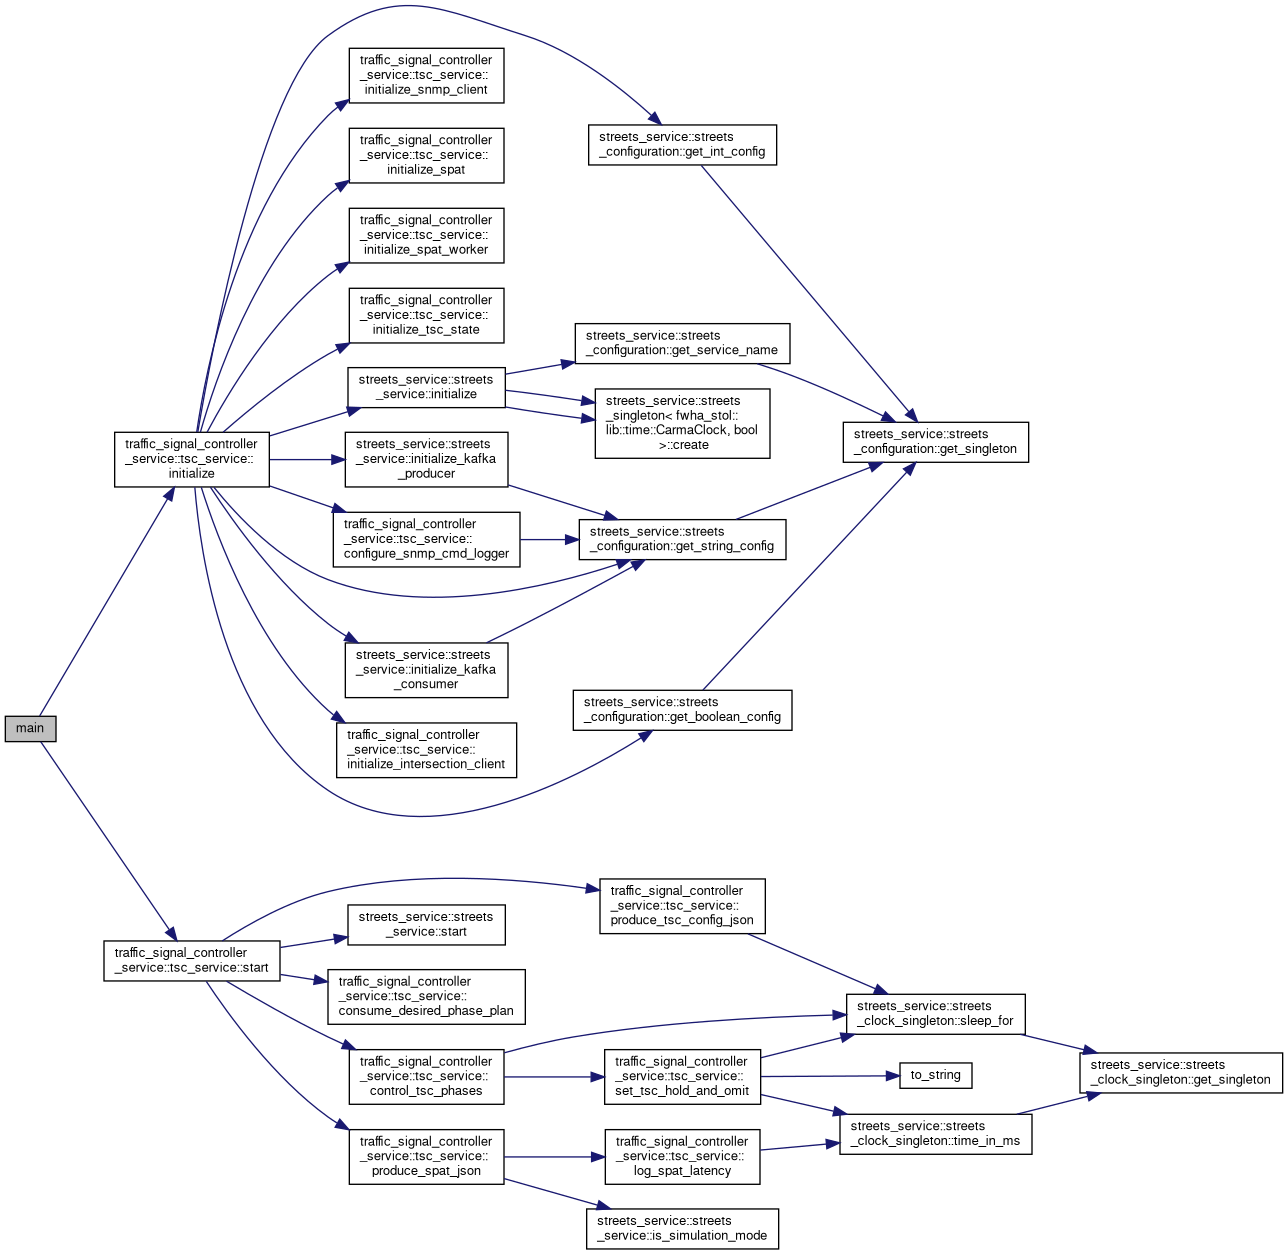 traffic_signal_controller
_service::tsc_service::
initialize_snmp_client
traffic_signal_controller
_service::tsc_service::
initialize_spat
traffic_signal_controller
_service::tsc_service::
initialize_spat_worker
traffic_signal_controller
_service::tsc_service::
initialize_tsc_state
streets_service::streets
_service::initialize
streets_service::streets
_service::initialize_kafka
_producer
traffic_signal_controller
_service::tsc_service::
configure_snmp_cmd_logger
streets_service::streets
_service::initialize_kafka
_consumer
traffic_signal_controller
_service::tsc_service::
initialize_intersection_client
streets_service::streets
_configuration::get_int_config
streets_service::streets
_configuration::get_service_name
streets_service::streets
_singleton< fwha_stol::
lib::time::CarmaClock, bool
>::create
streets_service::streets
_configuration::get_string_config
streets_service::streets
_configuration::get_boolean_config
streets_service::streets
_configuration::get_singleton
traffic_signal_controller
_service::tsc_service::
initialize
main
traffic_signal_controller
_service::tsc_service::start
traffic_signal_controller
_service::tsc_service::
produce_tsc_config_json
streets_service::streets
_service::start
traffic_signal_controller
_service::tsc_service::
consume_desired_phase_plan
traffic_signal_controller
_service::tsc_service::
control_tsc_phases
traffic_signal_controller
_service::tsc_service::
produce_spat_json
traffic_signal_controller
_service::tsc_service::
set_tsc_hold_and_omit
traffic_signal_controller
_service::tsc_service::
log_spat_latency
streets_service::streets
_service::is_simulation_mode
streets_service::streets
_clock_singleton::sleep_for
to_string
streets_service::streets
_clock_singleton::time_in_ms
streets_service::streets
_clock_singleton::get_singleton